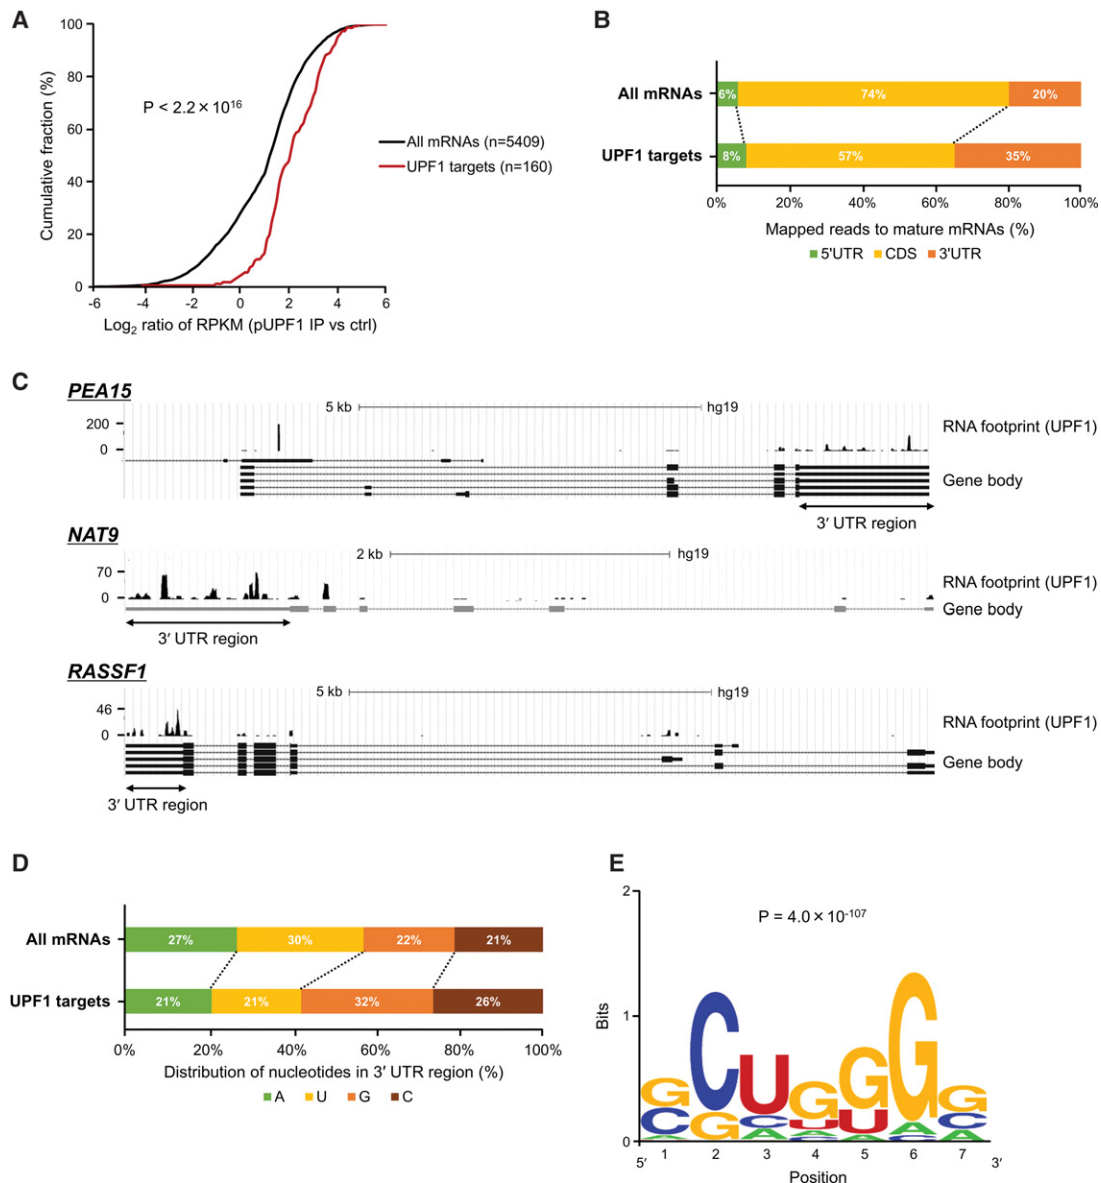 A
100
80
60
40
20
0
Cumulative fraction (%)
P < 2.2 × 10¹⁶
All mRNAs (n=5409)
UPF1 targets (n=160)
-6 -4 -2 0 2 4 6
Log₂ ratio of RPKM (pUPF1 IP vs ctrl)
B
All mRNAs 6% 74% 20%
UPF1 targets 8% 57% 35%
0% 20% 40% 60% 80% 100%
Mapped reads to mature mRNAs (%)
5'UTR CDS 3'UTR
C
PEA15
5 kb hg19
200
0
RNA footprint (UPF1)
Gene body
3′ UTR region
NAT9
2 kb hg19
70
0
RNA footprint (UPF1)
Gene body
3′ UTR region
RASSF1
5 kb hg19
46
0
RNA footprint (UPF1)
Gene body
3′ UTR region
D
All mRNAs 27% 30% 22% 21%
UPF1 targets 21% 21% 32% 26%
0% 20% 40% 60% 80% 100%
Distribution of nucleotides in 3′ UTR region (%)
A U G C
E
2
1
0
Bits
P = 4.0 × 10⁻¹⁰⁷
G C U G G G G
C G C U U A C
A A C A C A
5′ 1 2 3 4 5 6 7 3′
Position